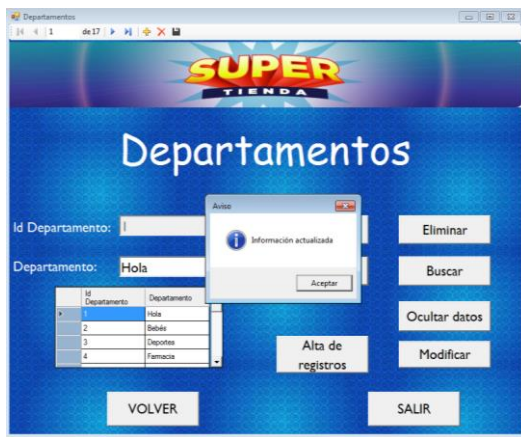 Departamentos
1 de 17
SUPER
TIENDA
Departamentos
Aviso
Información actualizada
Aceptar
Id Departamento: 1
Eliminar
Departamento: Hola
Buscar
Id Departamento Departamento
1 Hola
2 Bebés
3 Deportes
4 Farmacia
Ocultar datos
Alta de registros
Modificar
VOLVER
SALIR